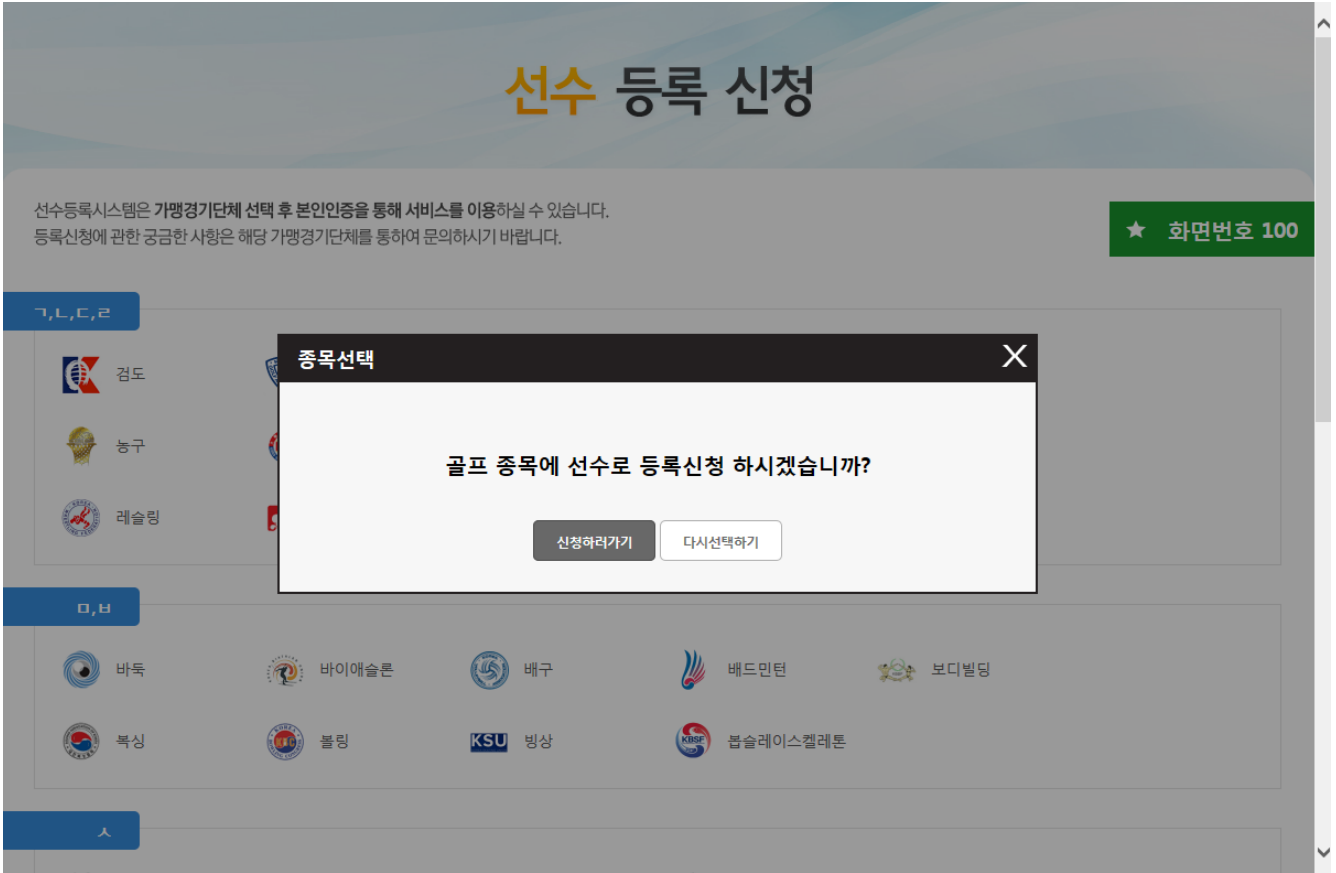 선수 등록 신청
선수등록시스템은 가맹경기단체 선택 후 본인인증을 통해 서비스를 이용하실 수 있습니다.
등록신청에 관한 궁금한 사항은 해당 가맹경기단체를 통하여 문의하시기 바랍니다.
★ 화면번호 100
ㄱ,ㄴ,ㄷ,ㄹ
검도
농구
레슬링
종목선택 X
골프 종목에 선수로 등록신청 하시겠습니까?
신청하러가기 다시선택하기
ㅁ,ㅂ
바둑 바이애슬론 배구 배드민턴 보디빌딩
복싱 볼링 KSU 빙상 KBSF 봅슬레이스켈레톤
ㅅ